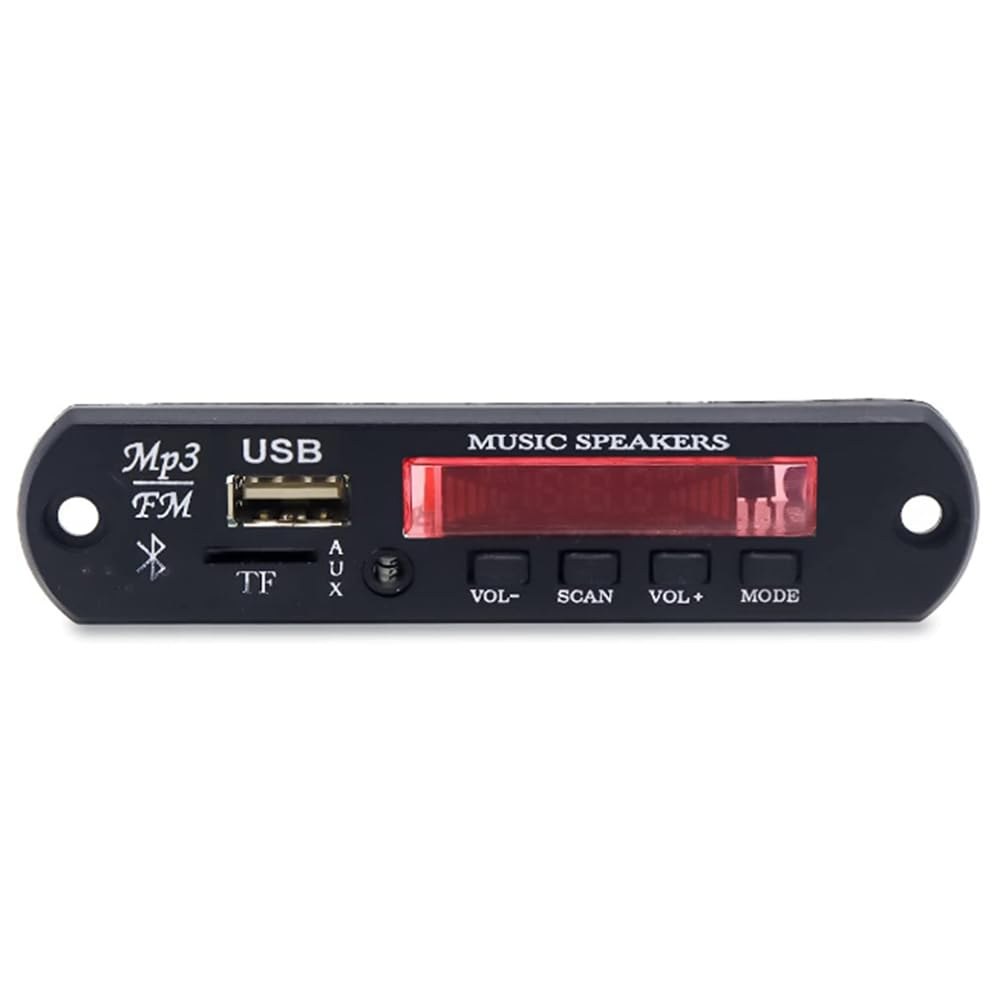 Mp3
FM
USB
TF
AUX
MUSIC SPEAKERS
VOL-
SCAN
VOL+
MODE